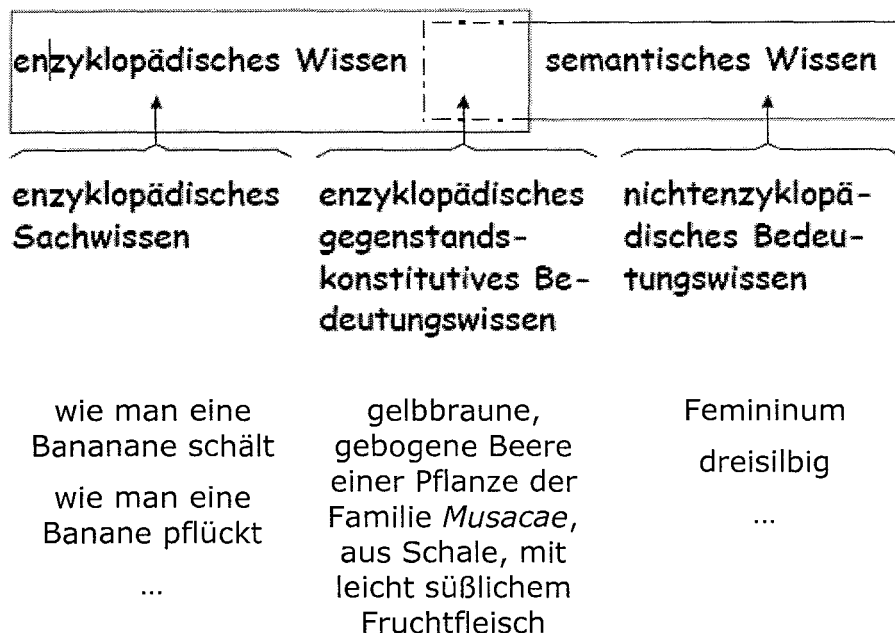 enzyklopädisches Wissen
semantisches Wissen
enzyklopädisches
Sachwissen
enzyklopädisches
gegenstands-
konstitutives Be-
deutungswissen
nichtenzyklopä-
disches Bedeu-
tungswissen
wie man eine
Bananane schält
wie man eine
Banane pflückt
...
gelbbraune,
gebogene Beere
einer Pflanze der
Familie Musacae,
aus Schale, mit
leicht süßlichem
Fruchtfleisch
Femininum
dreisilbig
...